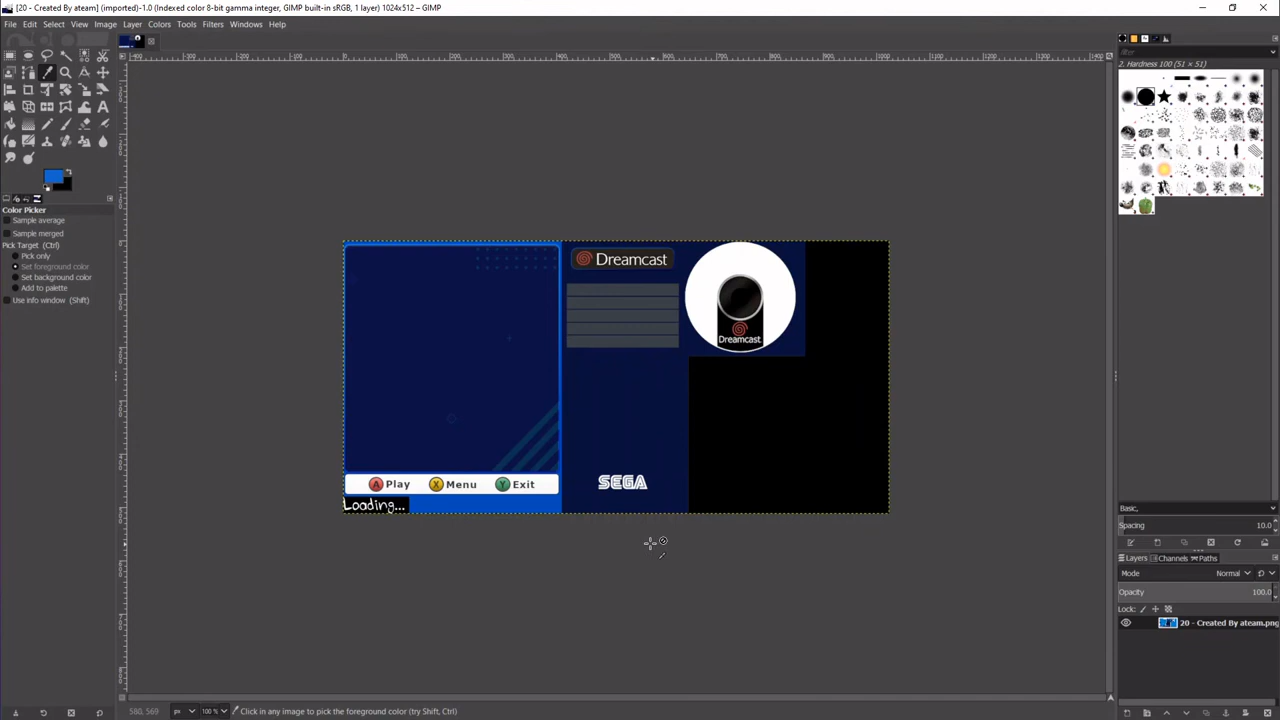 [20 - Created By ateam] (imported)-1.0 (Indexed color 8-bit gamma integer, GIMP built-in sRGB, 1 layer) 1024x512 – GIMP
File Edit Select View Image Layer Colors Tools Filters Windows Help
filter
2. Hardness 100 (51 × 51)
Color Picker
Sample average
Sample merged
Pick Target (Ctrl)
Pick only
Set foreground color
Set background color
Add to palette
Use info window (Shift)
Dreamcast
Dreamcast
A Play X Menu Y Exit
Loading...
SEGA
Basic,
Spacing 10.0
Layers Channels Paths
Mode Normal
Opacity 100.0
Lock:
20 - Created By ateam.png
580, 569 px 100 % Click in any image to pick the foreground color (try Shift, Ctrl)